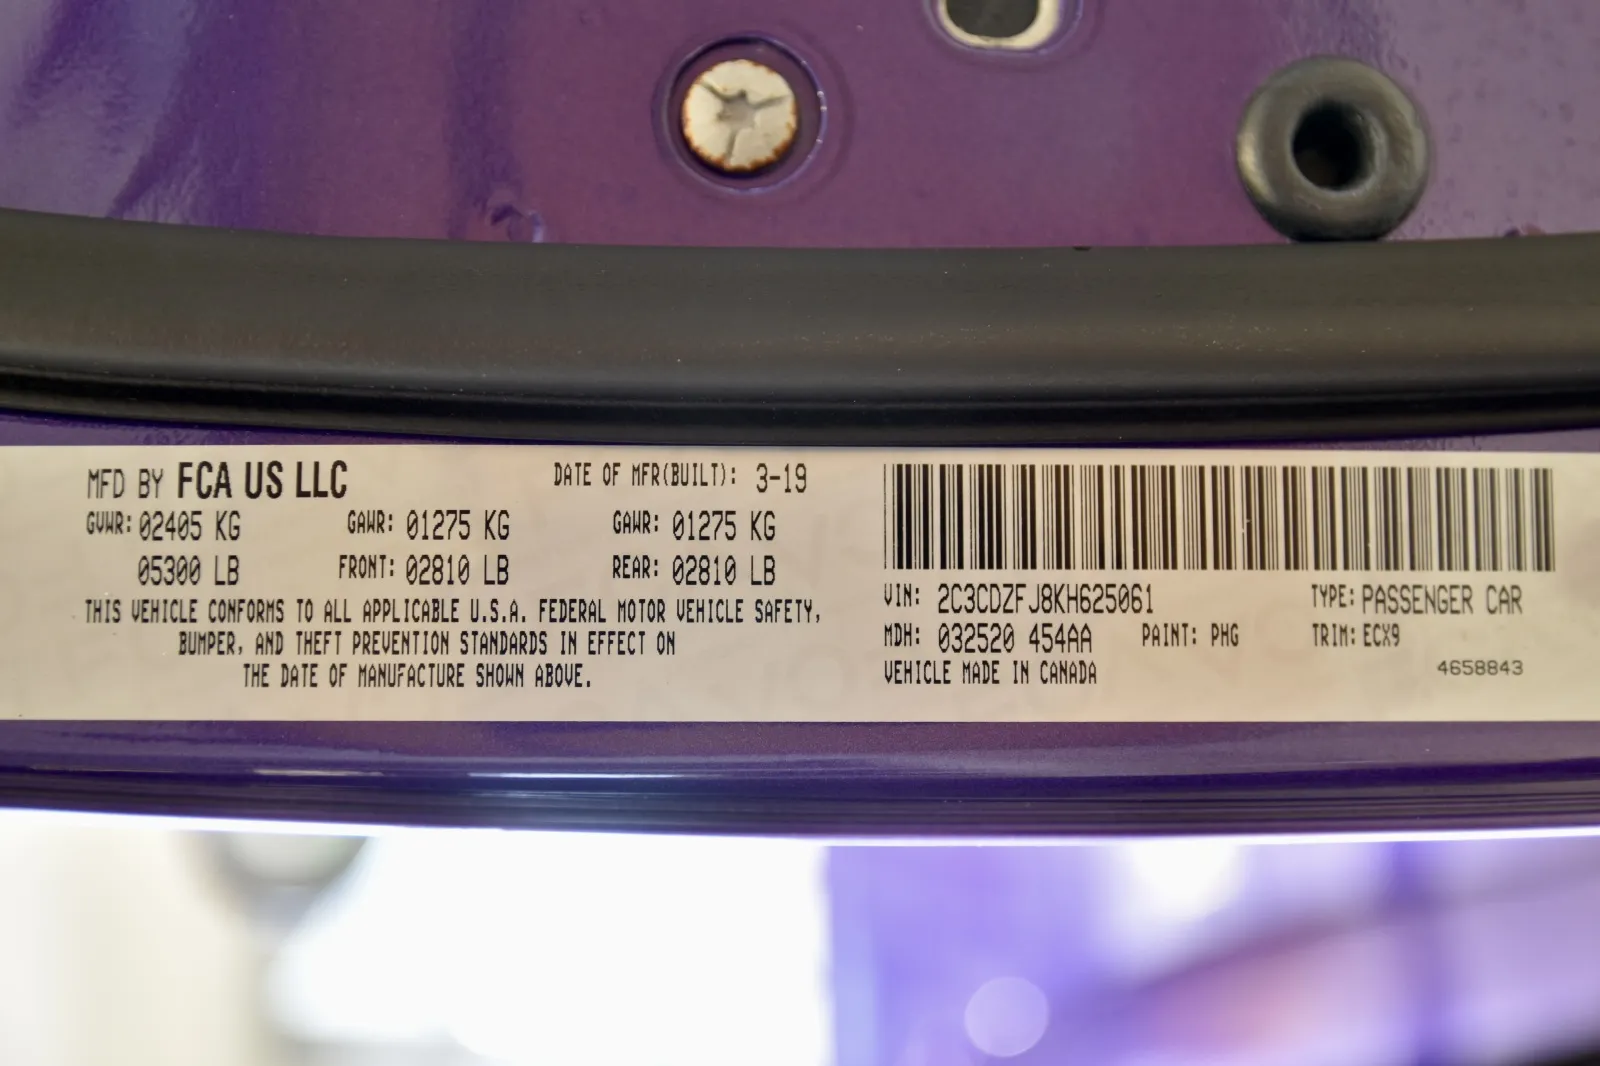 MFD BY FCA US LLC DATE OF MFR(BUILT): 3-19
GVWR: 02405 KG GAWR: 01275 KG GAWR: 01275 KG
05300 LB FRONT: 02810 LB REAR: 02810 LB
THIS VEHICLE CONFORMS TO ALL APPLICABLE U.S.A. FEDERAL MOTOR VEHICLE SAFETY,
BUMPER, AND THEFT PREVENTION STANDARDS IN EFFECT ON
THE DATE OF MANUFACTURE SHOWN ABOVE.
VIN: 2C3CDZFJ8KH625061 TYPE: PASSENGER CAR
MDH: 032520 454AA PAINT: PHG TRIM: ECX9
VEHICLE MADE IN CANADA 4658843